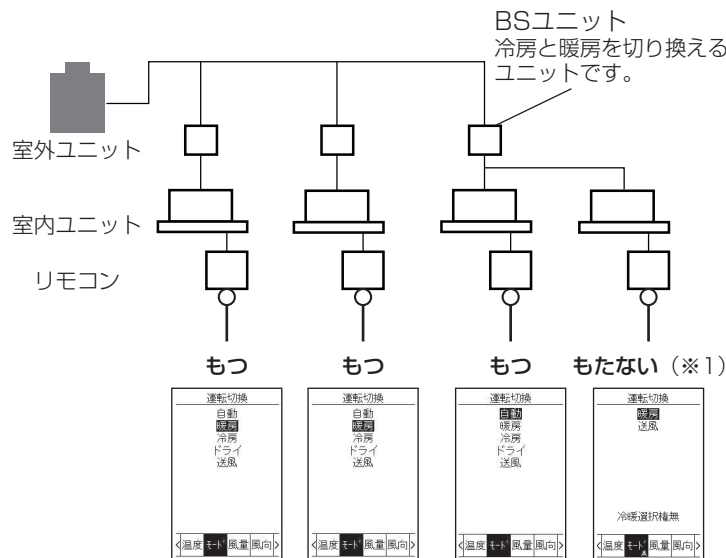 BSユニット
冷房と暖房を切り換える
ユニットです。
室外ユニット
室内ユニット
リモコン
もつ
もつ
もつ
もたない（※1）
運転切換
自動
暖房
冷房
ドライ
送風
<温度 モード 風量 風向>
運転切換
自動
暖房
冷房
ドライ
送風
<温度 モード 風量 風向>
運転切換
自動
暖房
冷房
ドライ
送風
<温度 モード 風量 風向>
運転切換
暖房
送風
冷暖選択権無
<温度 モード 風量 風向>